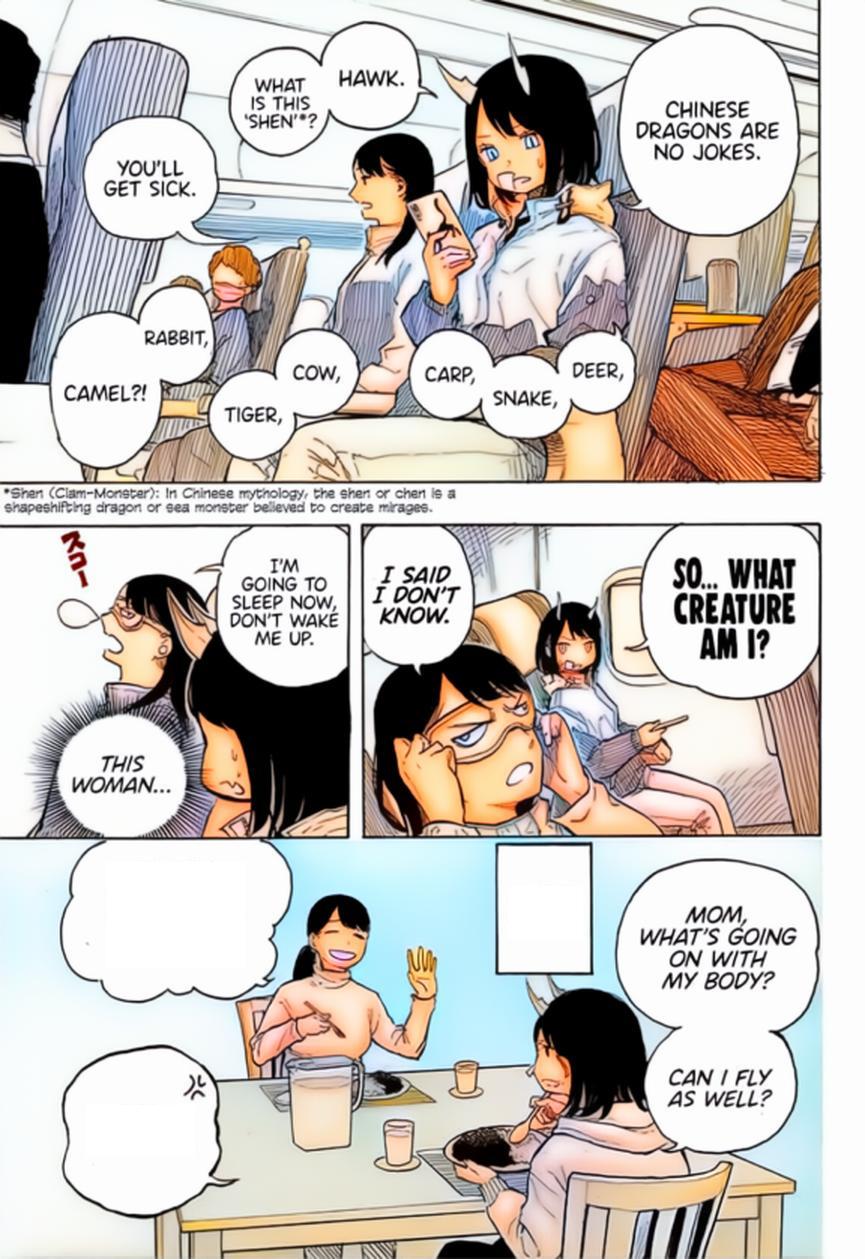 CHINESE
DRAGONS ARE
NO JOKES.
HAWK.
WHAT
IS THIS
'SHEN'*?
YOU'LL
GET SICK.
DEER,
SNAKE,
CARP,
COW,
TIGER,
RABBIT,
CAMEL?!
*Shen (Clam-Monster): In Chinese mythology, the shen or chen is a
shapeshifting dragon or sea monster believed to create mirages.
SO... WHAT
CREATURE
AM I?
I SAID
I DON'T
KNOW.
I'M
GOING TO
SLEEP NOW,
DON'T WAKE
ME UP.
スコー
THIS
WOMAN...
MOM,
WHAT'S GOING
ON WITH
MY BODY?
CAN I FLY
AS WELL?